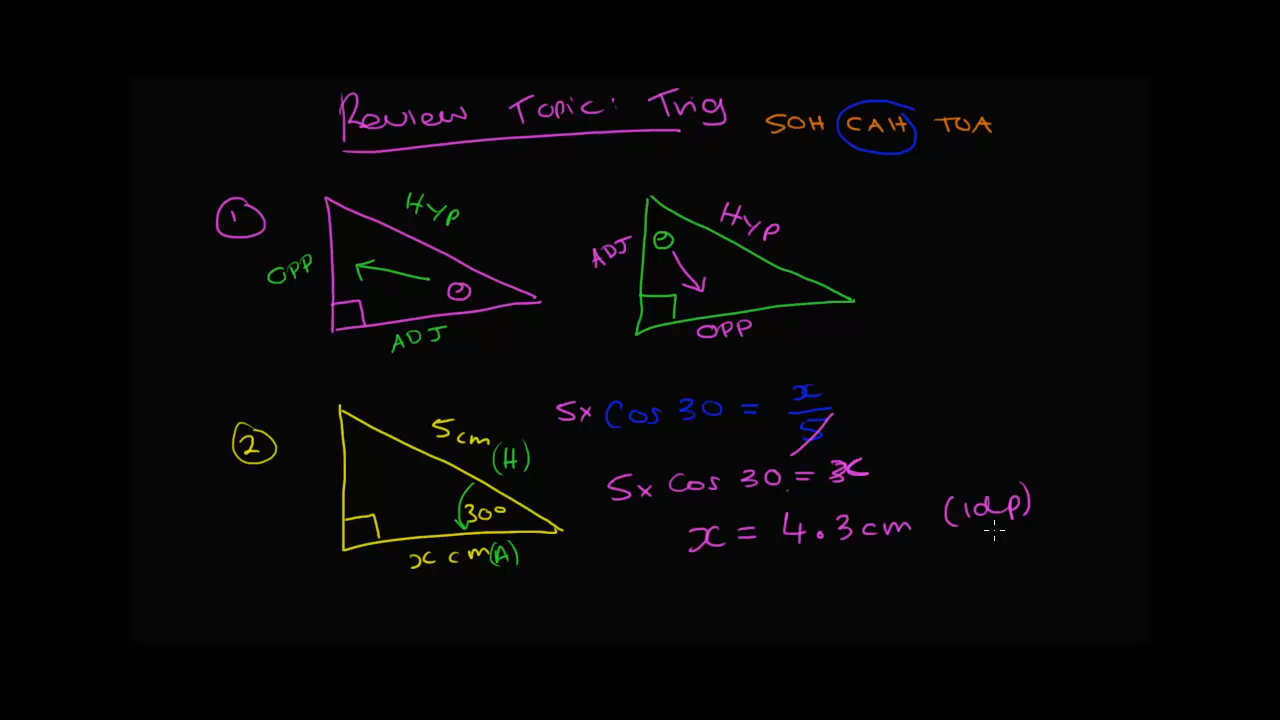 Review Topic: Trig
SOH CAH TOA
1
HYP
OPP
θ
ADJ
HYP
ADJ
θ
OPP
2
5cm (H)
30°
x cm (A)
5× Cos 30 = x/5
5× Cos 30 = x
x = 4.3cm (1dp)